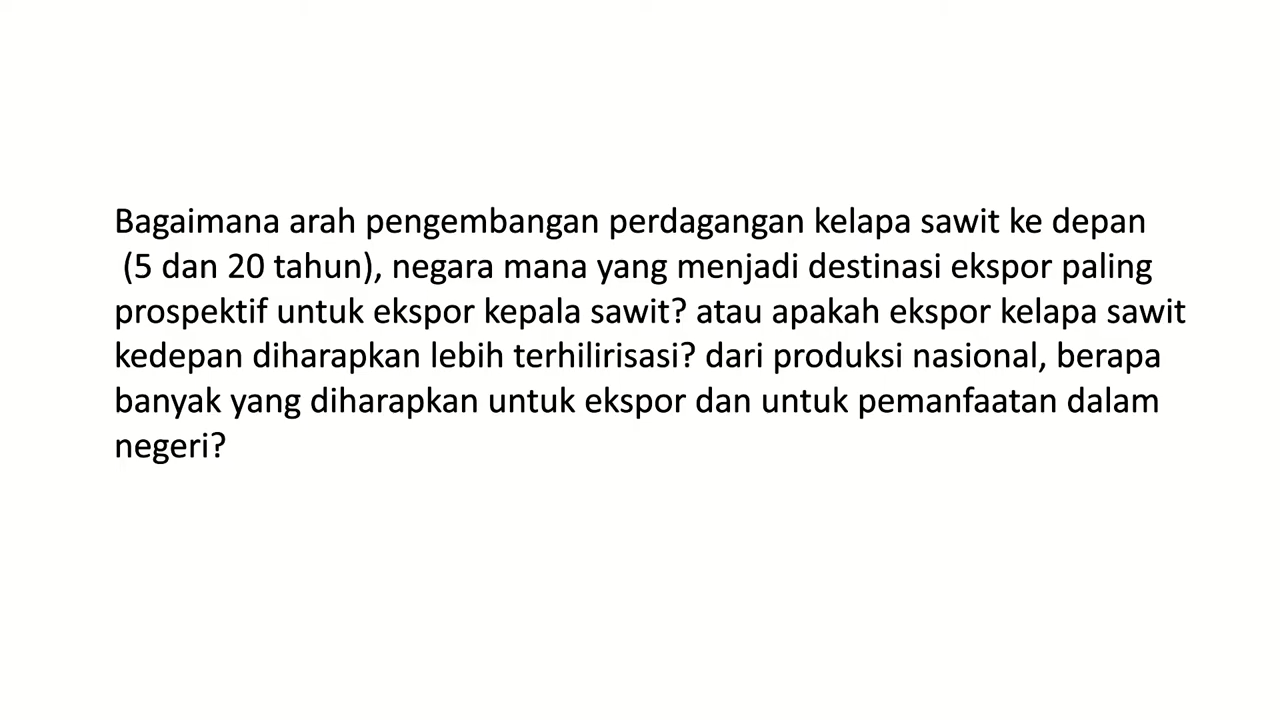 Bagaimana arah pengembangan perdagangan kelapa sawit ke depan
(5 dan 20 tahun), negara mana yang menjadi destinasi ekspor paling
prospektif untuk ekspor kepala sawit? atau apakah ekspor kelapa sawit
kedepan diharapkan lebih terhilirisasi? dari produksi nasional, berapa
banyak yang diharapkan untuk ekspor dan untuk pemanfaatan dalam
negeri?